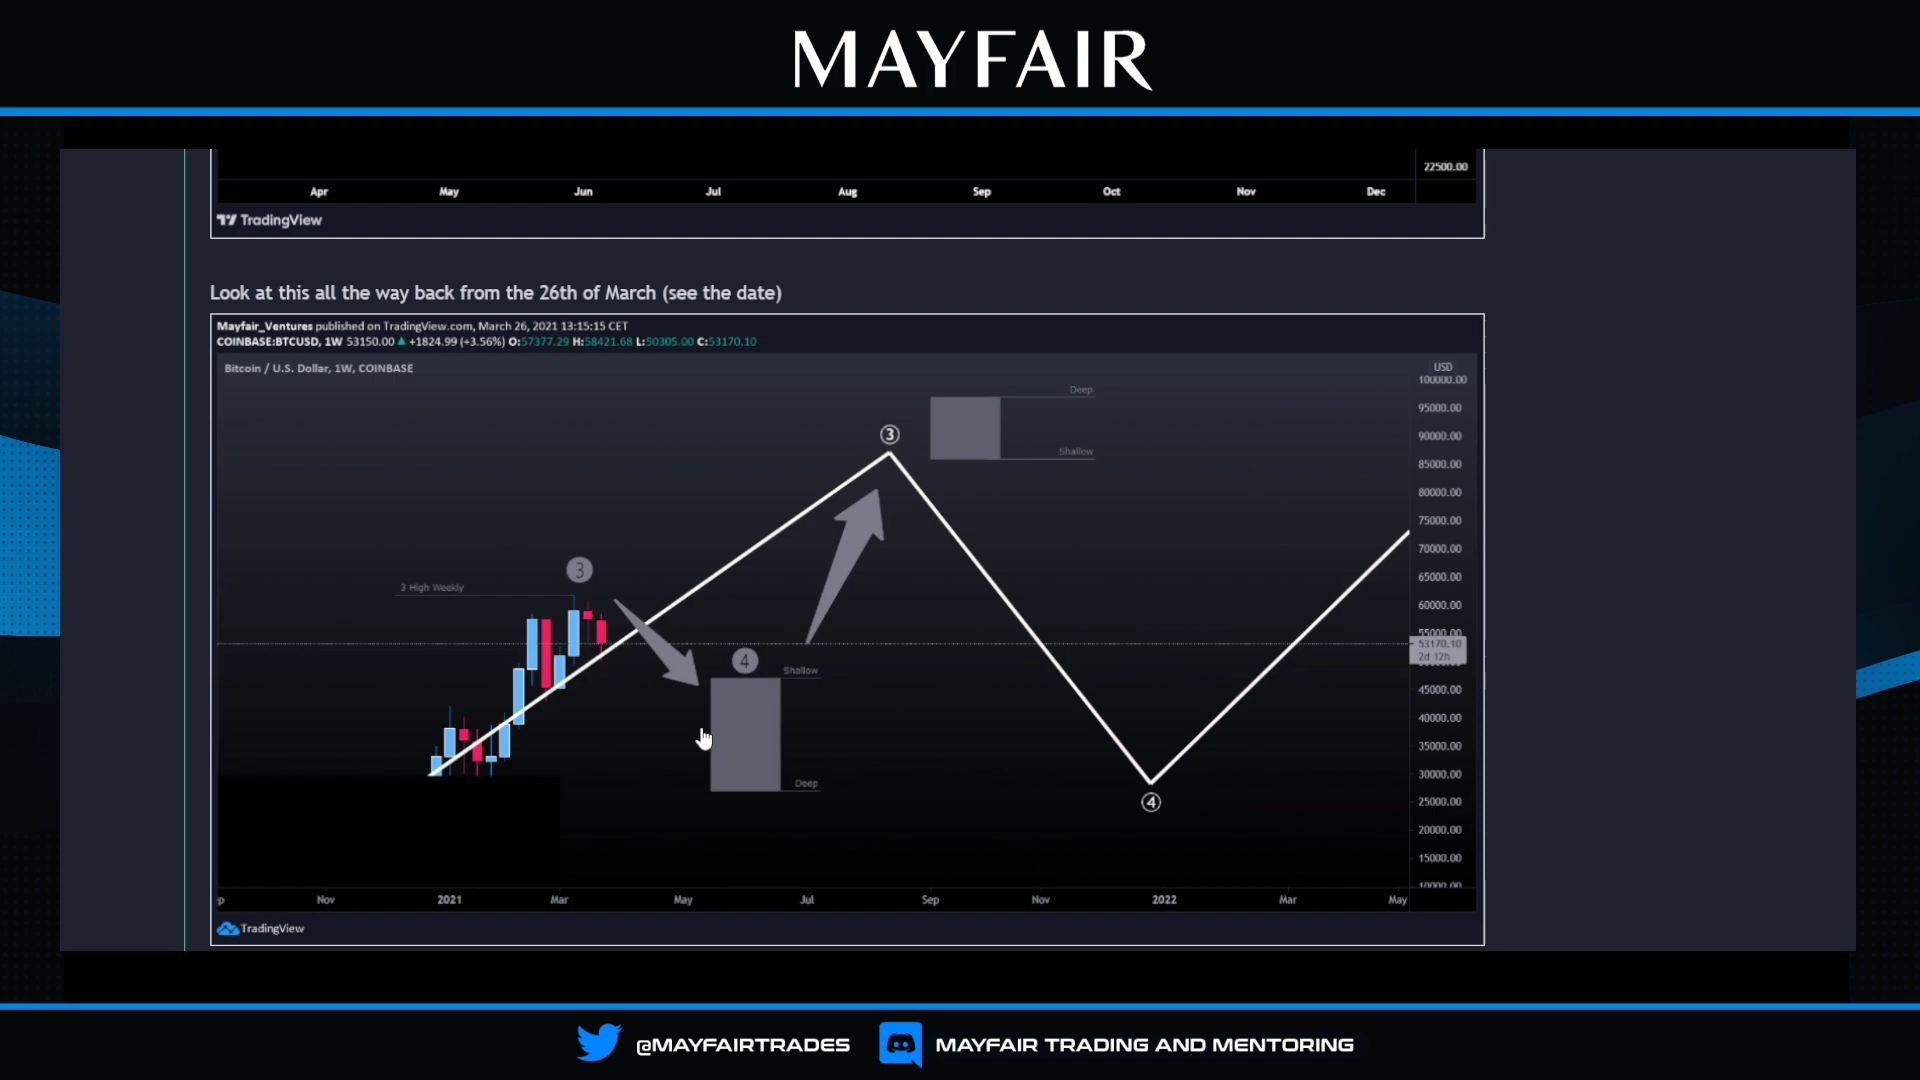 MAYFAIR
22500.00
Apr May Jun Jul Aug Sep Oct Nov Dec
TradingView
Look at this all the way back from the 26th of March (see the date)
Mayfair_Ventures published on TradingView.com, March 26, 2021 13:15:15 CET
COINBASE:BTCUSD, 1W 53150.00 ▲ +1824.99 (+3.56%) O:57377.29 H:58421.68 L:50305.00 C:53170.10
Bitcoin / U.S. Dollar, 1W, COINBASE
USD
100000.00
Deep
95000.00
3
90000.00
Shallow
85000.00
80000.00
75000.00
70000.00
3
65000.00
3 High Weekly
60000.00
55000.00
53170.10
2d 12h
4
Shallow
45000.00
40000.00
35000.00
30000.00
Deep
4
25000.00
20000.00
15000.00
10000.00
Nov 2021 Mar May Jul Sep Nov 2022 Mar May
TradingView
@MAYFAIRTRADES MAYFAIR TRADING AND MENTORING